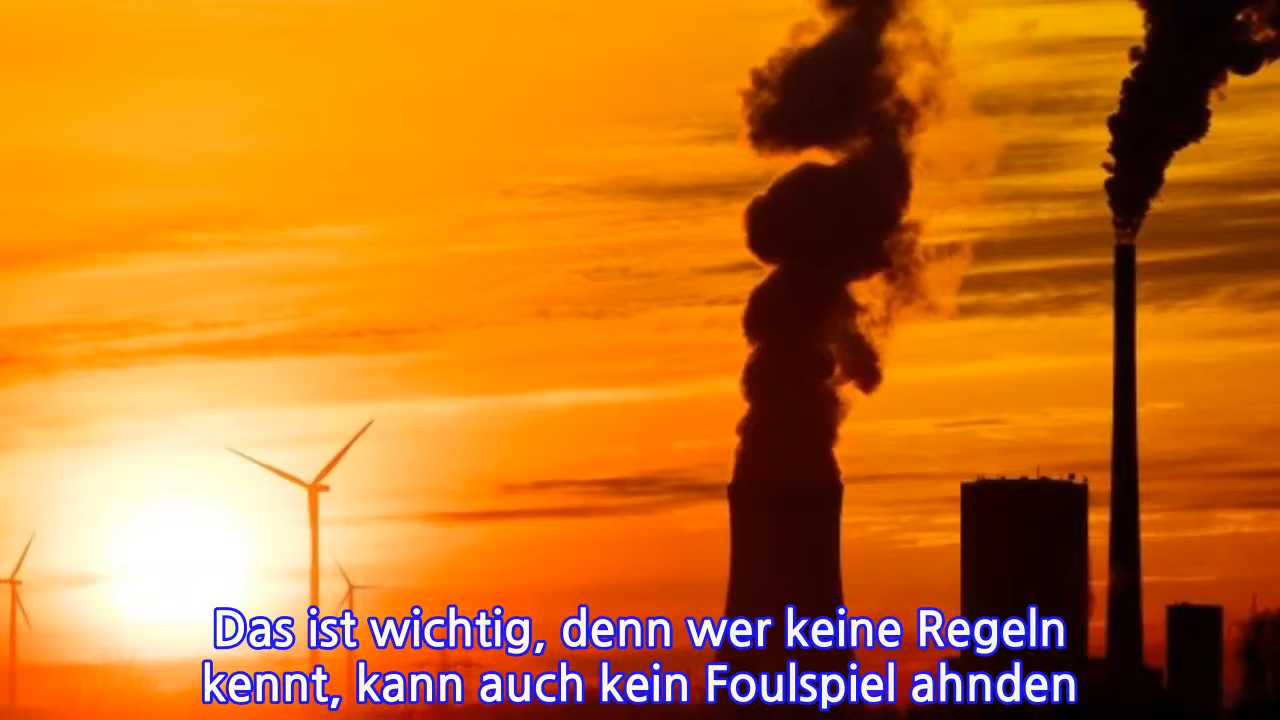 Das ist wichtig, denn wer keine Regeln
kennt, kann auch kein Foulspiel ahnden